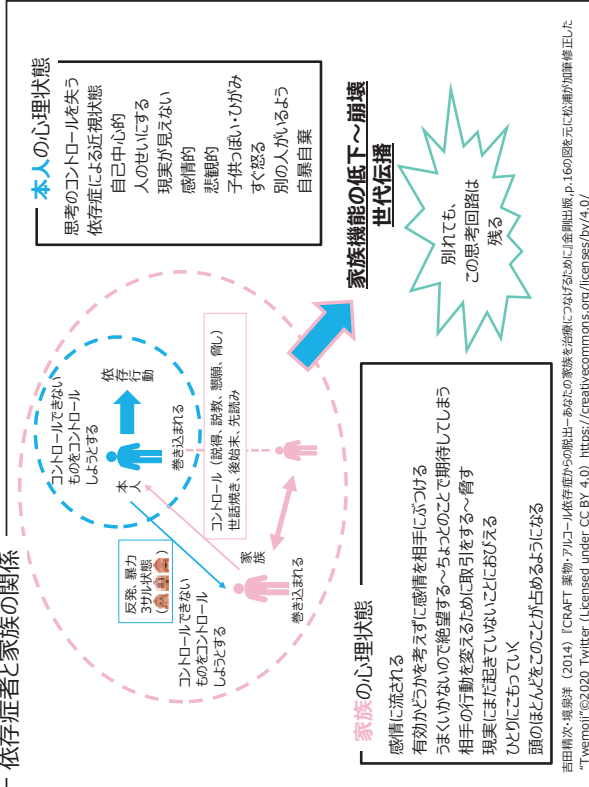 依存症者と家族の関係
コントロールできない
ものをコントロール
しようとする
依存
行動
本人
巻き込まれる
反発、暴力
3サル状態
(🙈🙉🙊)
コントロール(説得、説教、懇願、脅し)
世話焼き、後始末、先読み
コントロールできない
ものをコントロール
しようとする
家族
巻き込まれる
本人の心理状態
思考のコントロールを失う
依存症による近視状態
自己中心的
人のせいにする
現実が見えない
感情的
悲観的
子供っぽい・ひがみ
すぐ怒る
別の人がいるよう
自暴自棄
家族の心理状態
感情に流される
有効かどうかを考えずに感情を相手にぶつける
うまくいかないので絶望する~ちょっとのことで期待してしまう
相手の行動を変えるために取引をする~脅す
現実にまだ起きていないことにおびえる
ひとりにこもっていく
頭のほとんどをこのことが占めるようになる
家族機能の低下~崩壊
世代伝播
別れても、
この思考回路は
残る
吉田精次・境泉洋(2014)『CRAFT 薬物・アルコール依存症からの脱出―あなたの家族を治療につなげるために』金剛出版,p.16の図を元に松浦が加筆修正した
"Twemoji"©2020 Twitter (Licensed under CC BY 4.0) https://creativecommons.org/licenses/by/4.0/